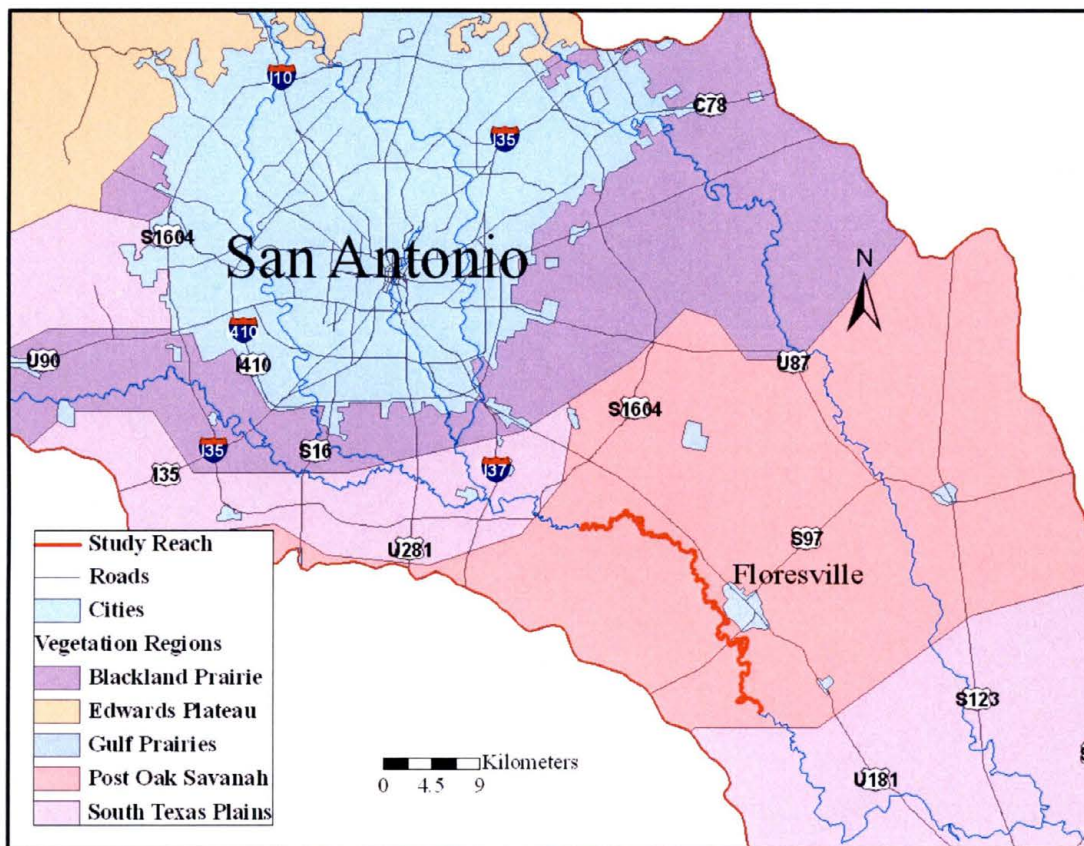 I10
C78
I35
S1604
San Antonio
N
I410
I410
U90
U87
S1604
I35
S16
I35
I37
U281
S97
Floresville
S123
U181
Study Reach
Roads
Cities
Vegetation Regions
Blackland Prairie
Edwards Plateau
Gulf Prairies
Post Oak Savanah
South Texas Plains
Kilometers
0 4.5 9